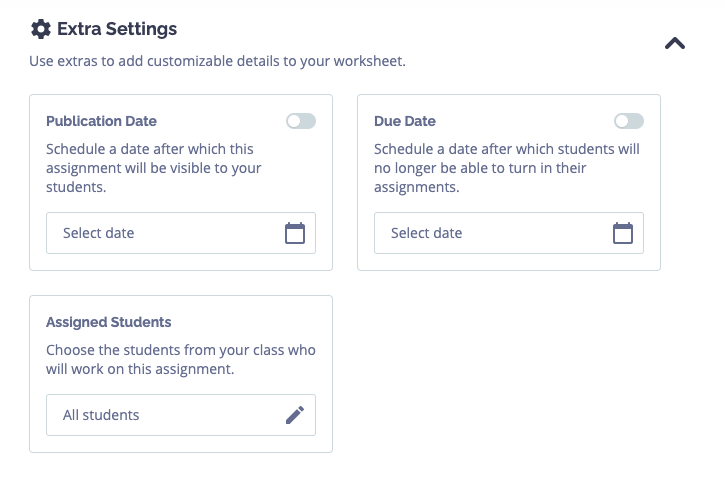 Extra Settings
Use extras to add customizable details to your worksheet.
Publication Date
Schedule a date after which this
assignment will be visible to your
students.
Select date
Due Date
Schedule a date after which students will
no longer be able to turn in their
assignments.
Select date
Assigned Students
Choose the students from your class who
will work on this assignment.
All students